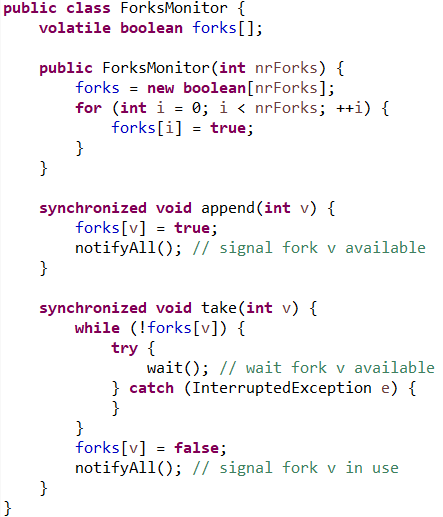 public class ForksMonitor {
    volatile boolean forks[];

    public ForksMonitor(int nrForks) {
        forks = new boolean[nrForks];
        for (int i = 0; i < nrForks; ++i) {
            forks[i] = true;
        }
    }

    synchronized void append(int v) {
        forks[v] = true;
        notifyAll(); // signal fork v available
    }

    synchronized void take(int v) {
        while (!forks[v]) {
            try {
                wait(); // wait fork v available
            } catch (InterruptedException e) {
            }
        }
        forks[v] = false;
        notifyAll(); // signal fork v in use
    }
}